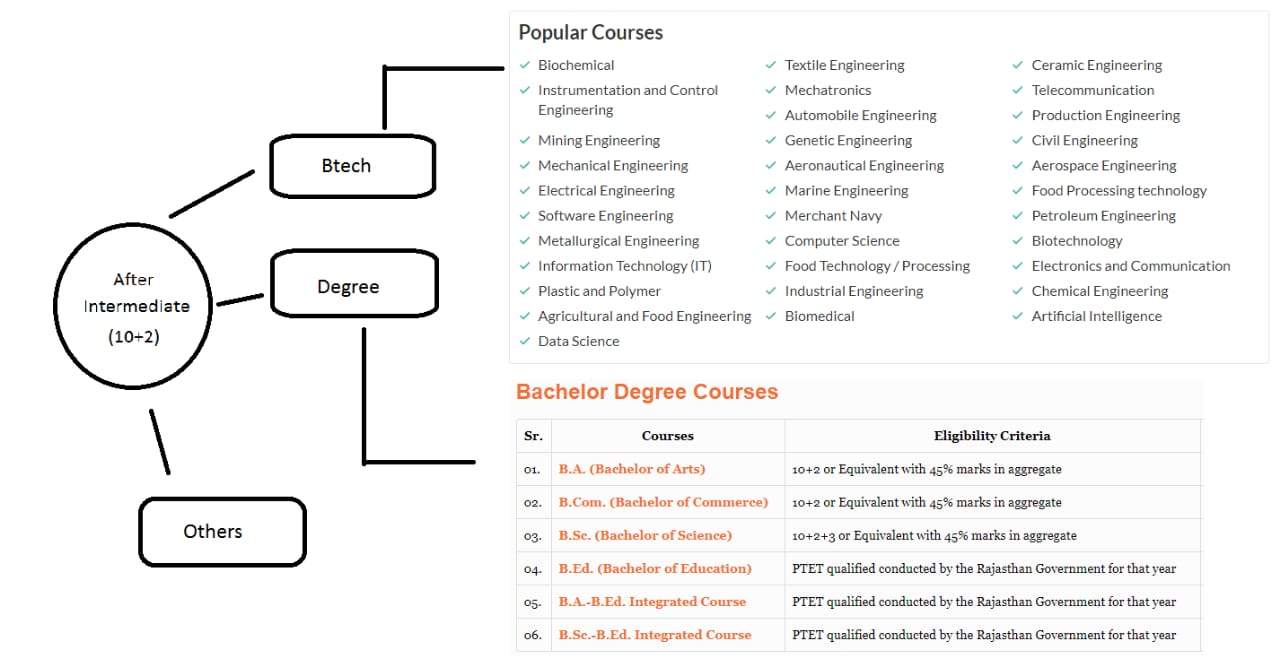 Popular Courses
Biochemical
Instrumentation and Control
Engineering
Mining Engineering
Mechanical Engineering
Electrical Engineering
Software Engineering
Metallurgical Engineering
Information Technology (IT)
Plastic and Polymer
Agricultural and Food Engineering
Data Science
Textile Engineering
Mechatronics
Automobile Engineering
Genetic Engineering
Aeronautical Engineering
Marine Engineering
Merchant Navy
Computer Science
Food Technology / Processing
Industrial Engineering
Biomedical
Ceramic Engineering
Telecommunication
Production Engineering
Civil Engineering
Aerospace Engineering
Food Processing technology
Petroleum Engineering
Biotechnology
Electronics and Communication
Chemical Engineering
Artificial Intelligence
Btech
Degree
After
Intermediate
(10+2)
Others
Bachelor Degree Courses
Sr. Courses Eligibility Criteria
01. B.A. (Bachelor of Arts) 10+2 or Equivalent with 45% marks in aggregate
02. B.Com. (Bachelor of Commerce) 10+2 or Equivalent with 45% marks in aggregate
03. B.Sc. (Bachelor of Science) 10+2+3 or Equivalent with 45% marks in aggregate
04. B.Ed. (Bachelor of Education) PTET qualified conducted by the Rajasthan Government for that year
05. B.A.-B.Ed. Integrated Course PTET qualified conducted by the Rajasthan Government for that year
06. B.Sc.-B.Ed. Integrated Course PTET qualified conducted by the Rajasthan Government for that year